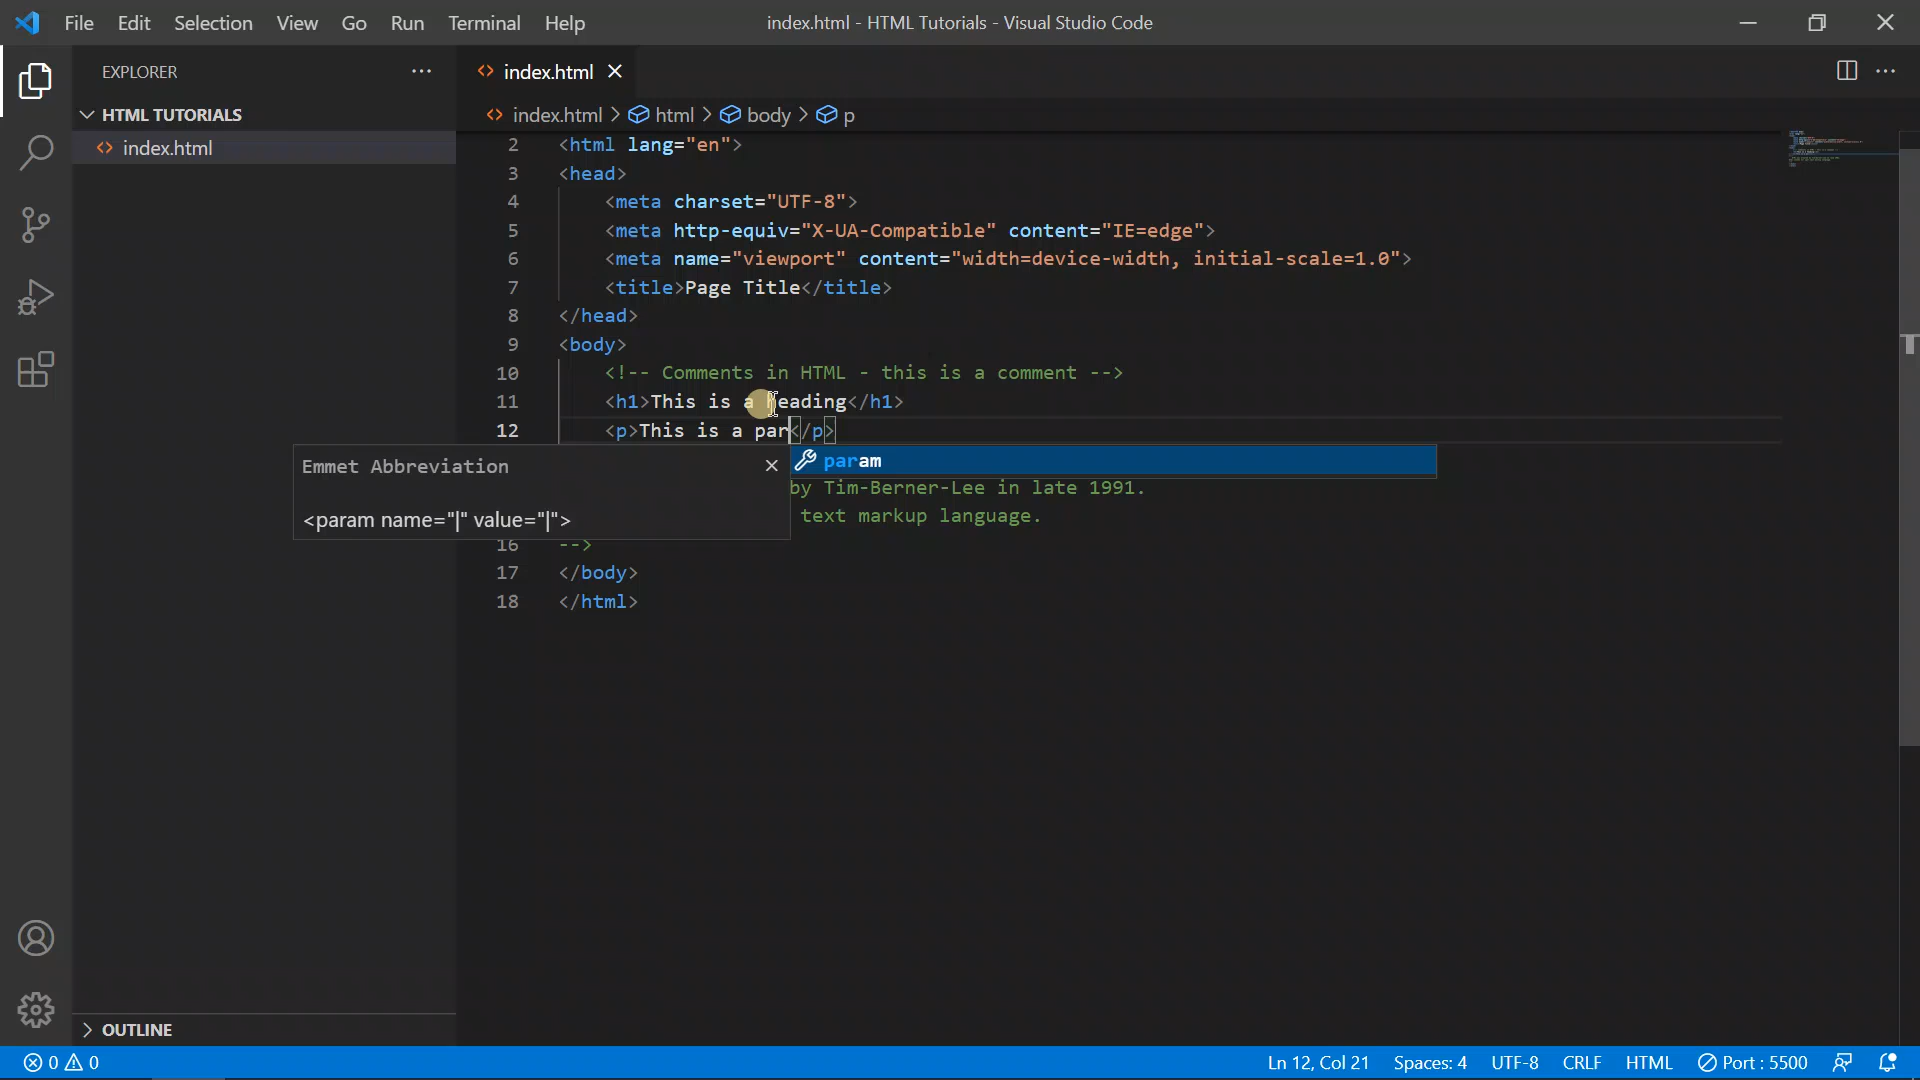 File Edit Selection View Go Run Terminal Help
index.html - HTML Tutorials - Visual Studio Code
EXPLORER
index.html
HTML TUTORIALS
index.html > html > body > p
index.html
2 <html lang="en">
3 <head>
4 <meta charset="UTF-8">
5 <meta http-equiv="X-UA-Compatible" content="IE=edge">
6 <meta name="viewport" content="width=device-width, initial-scale=1.0">
7 <title>Page Title</title>
8 </head>
9 <body>
10 <!-- Comments in HTML - this is a comment -->
11 <h1>This is a heading</h1>
12 <p>This is a par</p>
Emmet Abbreviation
param
by Tim-Berner-Lee in late 1991.
<param name="|" value="|">
text markup language.
16 -->
17 </body>
18 </html>
OUTLINE
0 0
Ln 12, Col 21 Spaces: 4 UTF-8 CRLF HTML Port : 5500